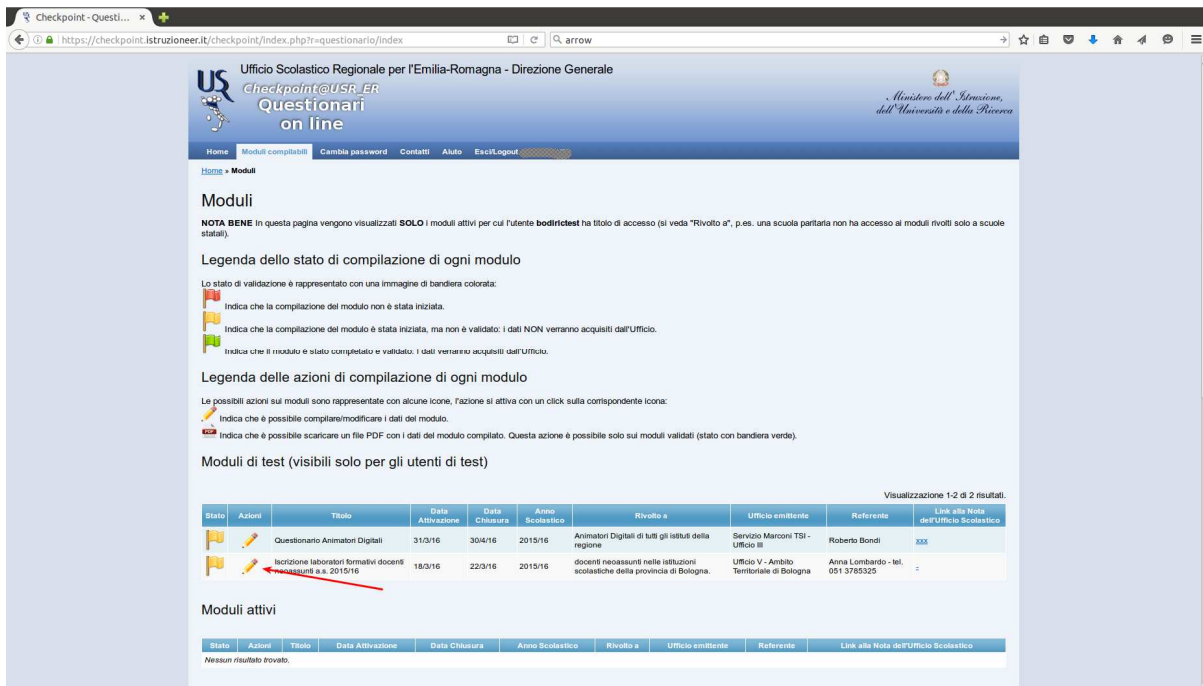 Checkpoint - Questi...
https://checkpoint.istruzioneer.it/checkpoint/index.php?r=questionario/index
arrow
Ufficio Scolastico Regionale per l'Emilia-Romagna - Direzione Generale
US
Checkpoint@USR_ER
Questionari
on line
Ministero dell' Istruzione,
dell' Università e della Ricerca
Home Moduli compilabili Cambia password Contatti Aiuto Esci/Logout
Home » Moduli
Moduli
NOTA BENE In questa pagina vengono visualizzati SOLO i moduli attivi per cui l'utente bodirictest ha titolo di accesso (si veda "Rivolto a", p.es. una scuola paritaria non ha accesso ai moduli rivolti solo a scuole
statali).
Legenda dello stato di compilazione di ogni modulo
Lo stato di validazione è rappresentato con una immagine di bandiera colorata:
Indica che la compilazione del modulo non è stata iniziata.
Indica che la compilazione del modulo è stata iniziata, ma non è validato: i dati NON verranno acquisiti dall'Ufficio.
Indica che il modulo è stato completato e validato. I dati verranno acquisiti dall'Ufficio.
Legenda delle azioni di compilazione di ogni modulo
Le possibili azioni sui moduli sono rappresentate con alcune icone, l'azione si attiva con un click sulla corrispondente icona:
Indica che è possibile compilare/modificare i dati del modulo.
PDF Indica che è possibile scaricare un file PDF con i dati del modulo compilato. Questa azione è possibile solo sui moduli validati (stato con bandiera verde).
Moduli di test (visibili solo per gli utenti di test)
Visualizzazione 1-2 di 2 risultati.
Stato Azioni Titolo Data Attivazione Data Chiusura Anno Scolastico Rivolto a Ufficio emittente Referente Link alla Nota dell'Ufficio Scolastico
Questionario Animatori Digitali 31/3/16 30/4/16 2015/16 Animatori Digitali di tutti gli istituti della regione Servizio Marconi TSI - Ufficio III Roberto Bondi xxx
Iscrizione laboratori formativi docenti neoassunti a.s. 2015/16 18/3/16 22/3/16 2015/16 docenti neoassunti nelle istituzioni scolastiche della provincia di Bologna. Ufficio V - Ambito Territoriale di Bologna Anna Lombardo - tel. 051 3785325 -
Moduli attivi
Stato Azioni Titolo Data Attivazione Data Chiusura Anno Scolastico Rivolto a Ufficio emittente Referente Link alla Nota dell'Ufficio Scolastico
Nessun risultato trovato.